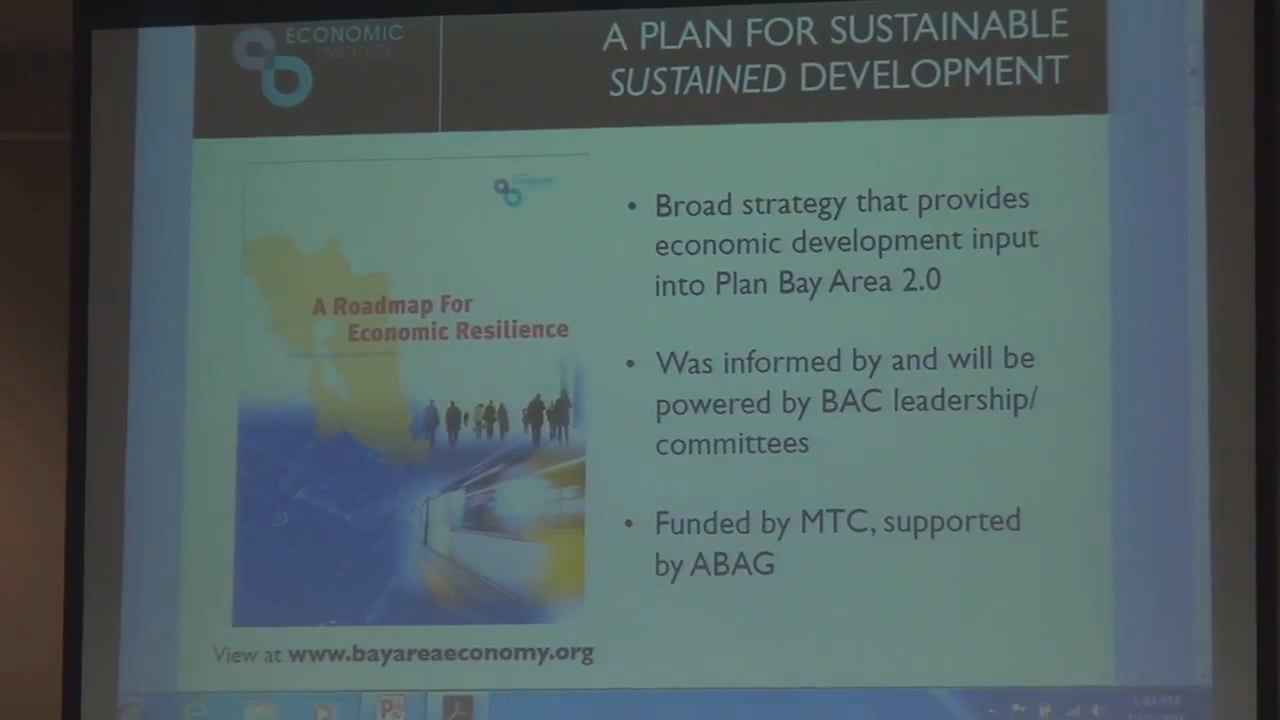 ECONOMIC
A PLAN FOR SUSTAINABLE
SUSTAINED DEVELOPMENT
A Roadmap For
Economic Resilience
• Broad strategy that provides
economic development input
into Plan Bay Area 2.0
• Was informed by and will be
powered by BAC leadership/
committees
• Funded by MTC, supported
by ABAG
View at www.bayareaeconomy.org